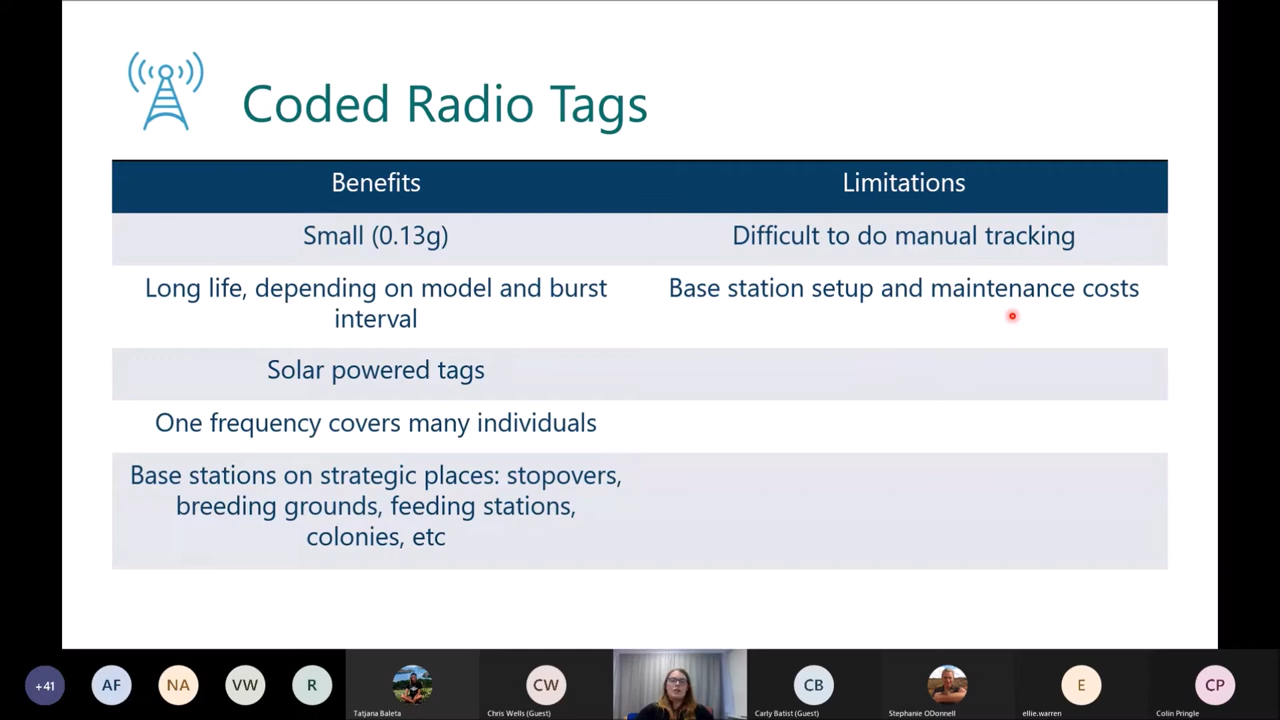 Coded Radio Tags
Benefits
Limitations
Small (0.13g)
Difficult to do manual tracking
Long life, depending on model and burst
interval
Base station setup and maintenance costs
Solar powered tags
One frequency covers many individuals
Base stations on strategic places: stopovers,
breeding grounds, feeding stations,
colonies, etc
+41
AF
NA
VW
R
Tatjana Baleta
CW
Chris Wells (Guest)
CB
Carly Batist (Guest)
Stephanie ODonnell
E
ellie.warren
CP
Colin Pringle